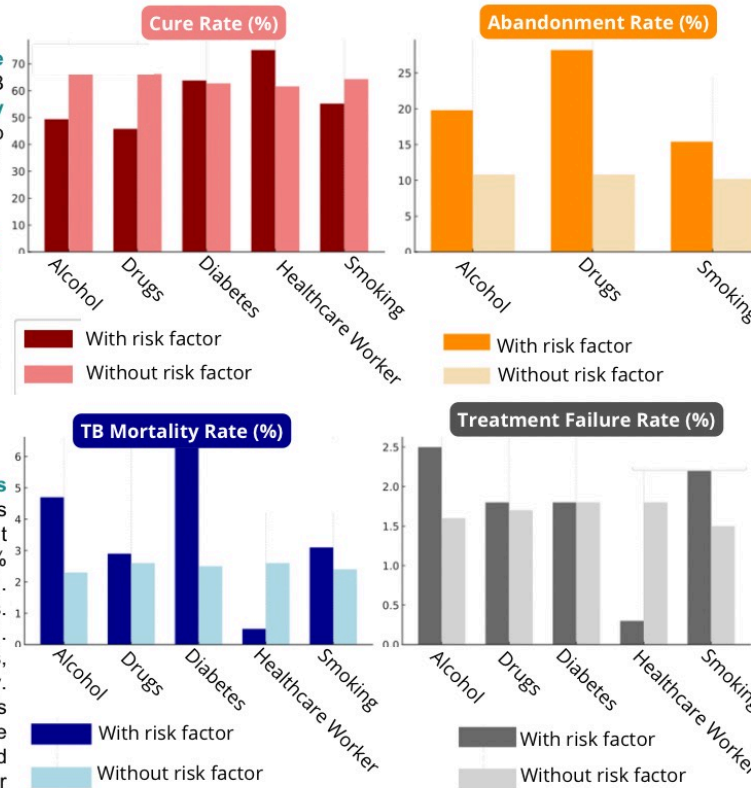 Cure Rate (%)
70
60
50
40
30
20
10
0
Alcohol
Drugs
Diabetes
Healthcare Worker
Smoking
With risk factor
Without risk factor
Abandonment Rate (%)
25
20
15
10
5
0
Alcohol
Drugs
Smoking
With risk factor
Without risk factor
TB Mortality Rate (%)
6
5
4
3
2
1
0
Alcohol
Drugs
Diabetes
Healthcare Worker
Smoking
With risk factor
Without risk factor
Treatment Failure Rate (%)
2.5
2.0
1.5
1.0
0.5
0.0
Alcohol
Drugs
Diabetes
Healthcare Worker
Smoking
With risk factor
Without risk factor